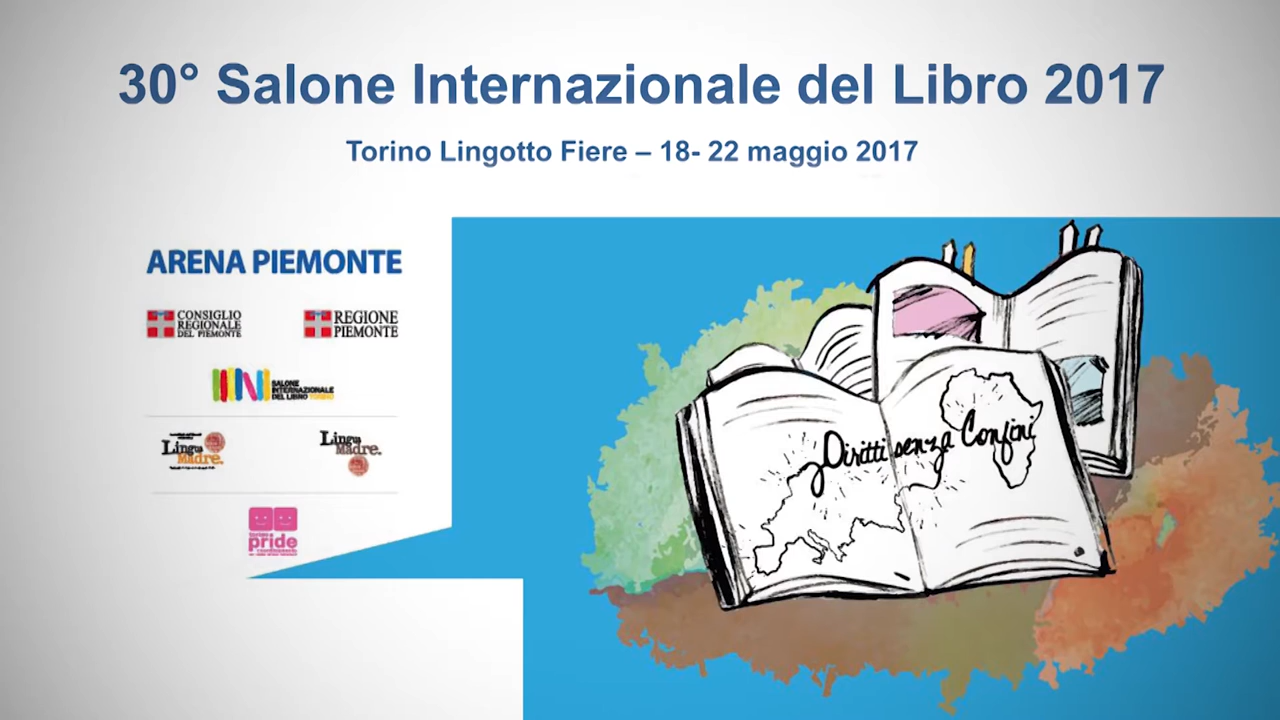 30° Salone Internazionale del Libro 2017
Torino Lingotto Fiere – 18- 22 maggio 2017
ARENA PIEMONTE
CONSIGLIO
REGIONALE
DEL PIEMONTE
REGIONE
PIEMONTE
SALONE
INTERNAZIONALE
DEL LIBRO TORINO
Lingua
Madre.
Lingua
Madre.
pride
Diritti senza Confini